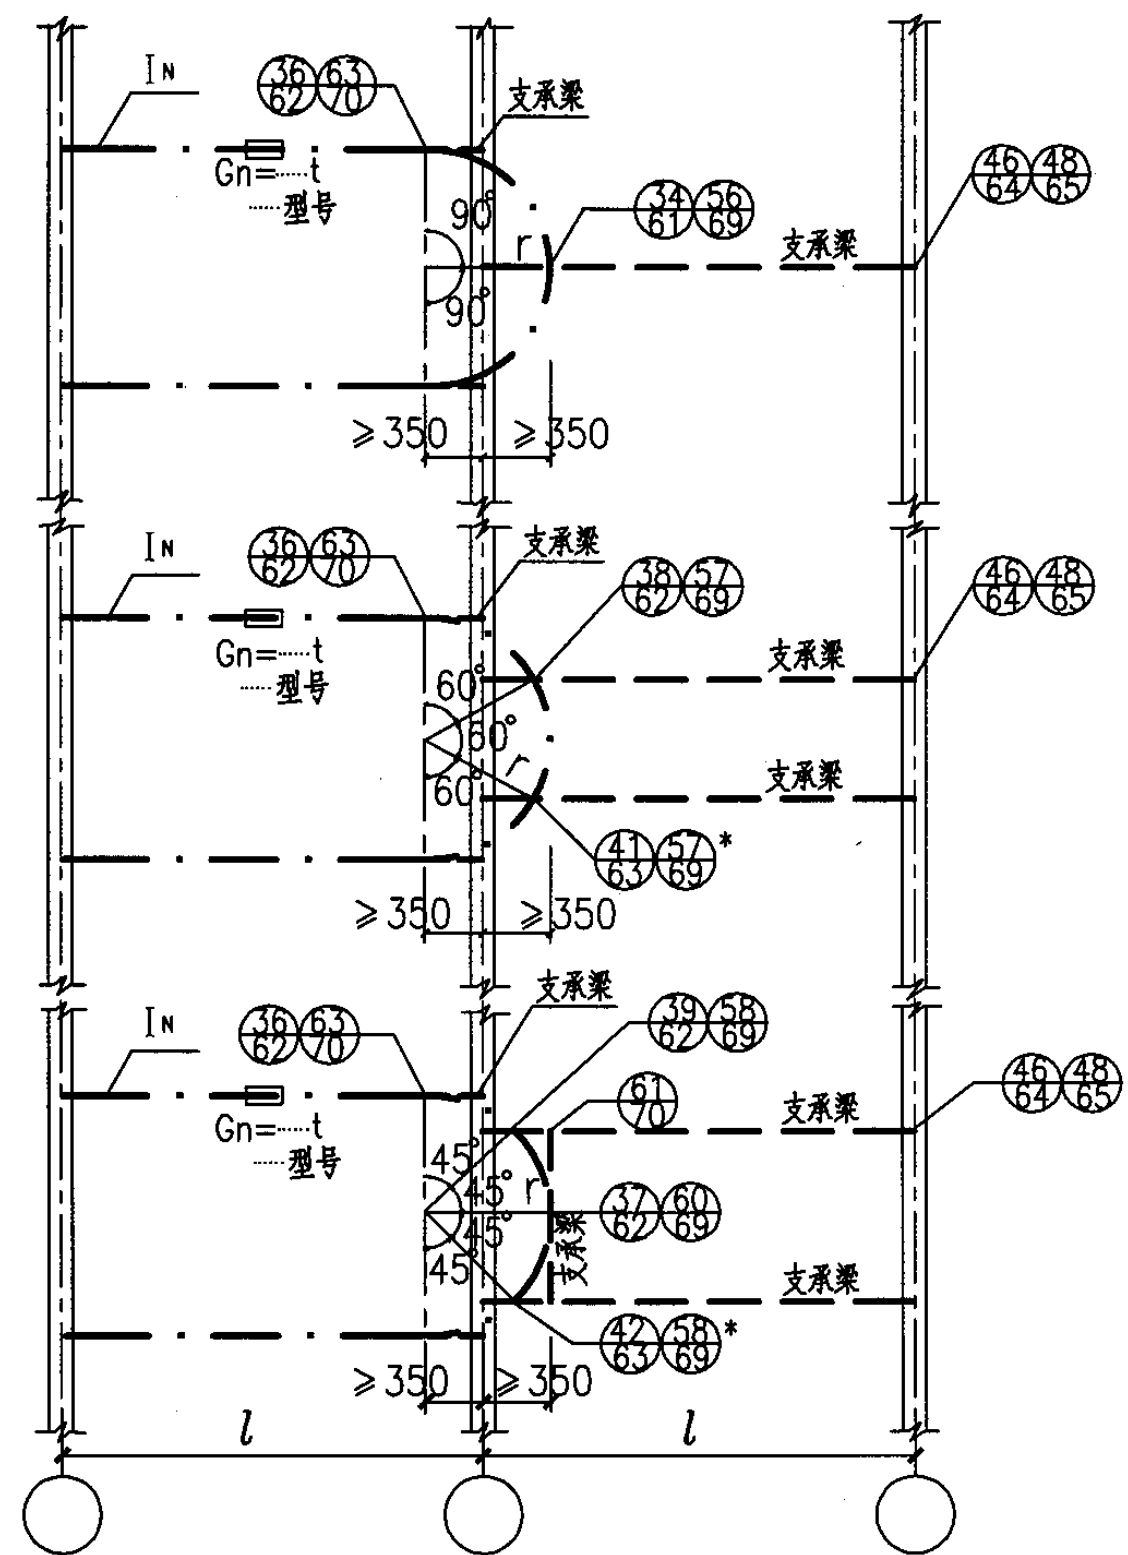 IN
36 63
62 70
支承梁
Gn=……t
……型号
46 48
64 65
34 56
61 69
90°
r
支承梁
90°
≥350 ≥350
IN
36 63
62 70
支承梁
38 57
62 69
46 48
64 65
Gn=……t
……型号
支承梁
60°
60°
r
支承梁
60°
41 57 *
63 69
≥350 ≥350
支承梁
IN
36 63
62 70
39 58
62 69
46 48
64 65
61
70
支承梁
Gn=……t
……型号
45°
45° r
37 60
62 69
45°
支承梁
45°
支承梁
42 58 *
63 69
≥350 ≥350
l l